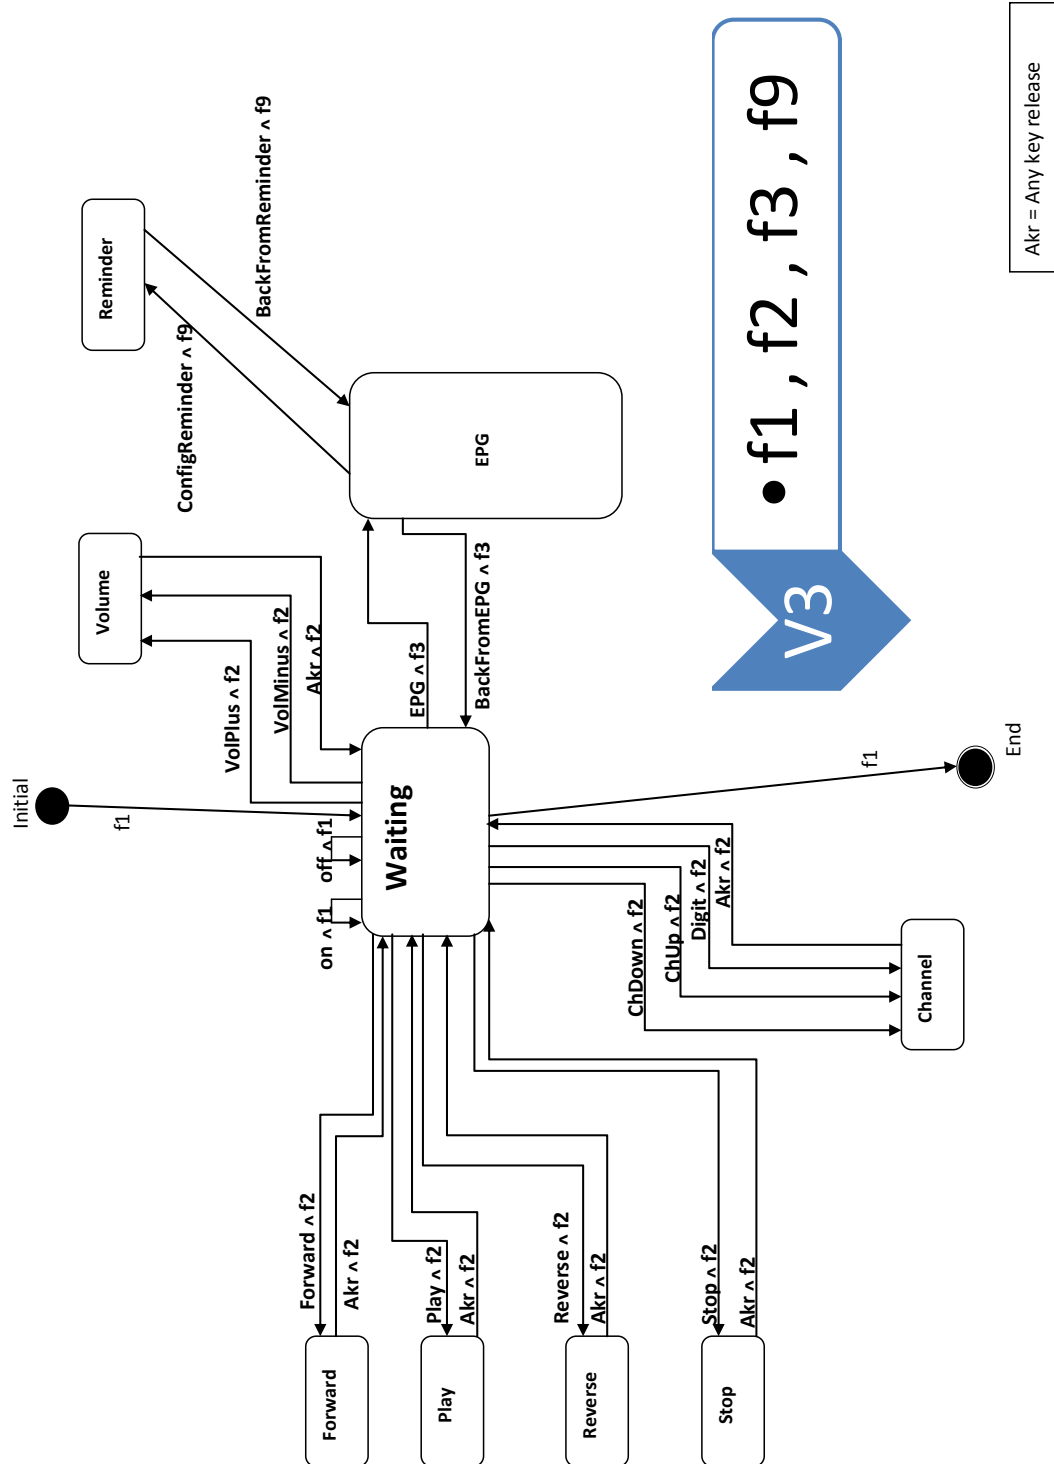 Initial
f1
on ʌ f1
off ʌ f1
Waiting
VolPlus ʌ f2
VolMinus ʌ f2
Akr ʌ f2
Volume
ConfigReminder ʌ f9
BackFromReminder ʌ f9
Reminder
EPG ʌ f3
BackFromEPG ʌ f3
EPG
Forward ʌ f2
Akr ʌ f2
Forward
Play ʌ f2
Akr ʌ f2
Play
Reverse ʌ f2
Akr ʌ f2
Reverse
Stop ʌ f2
Akr ʌ f2
Stop
ChDown ʌ f2
ChUp ʌ f2
Digit ʌ f2
Akr ʌ f2
Channel
f1
End
V3
• f1 , f2 , f3 , f9
Akr = Any key release